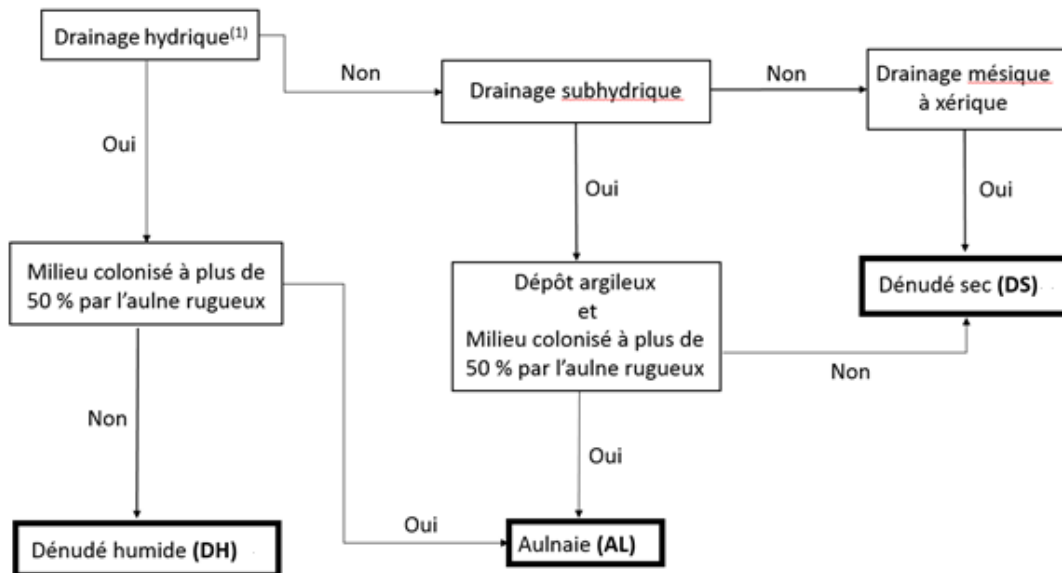 Drainage hydrique(1)
Non
Drainage subhydrique
Non
Drainage mésique
à xérique
Oui
Oui
Oui
Milieu colonisé à plus de
50 % par l'aulne rugueux
Dépôt argileux
et
Milieu colonisé à plus de
50 % par l'aulne rugueux
Dénudé sec (DS)
Non
Non
Oui
Oui
Dénudé humide (DH)
Aulnaie (AL)